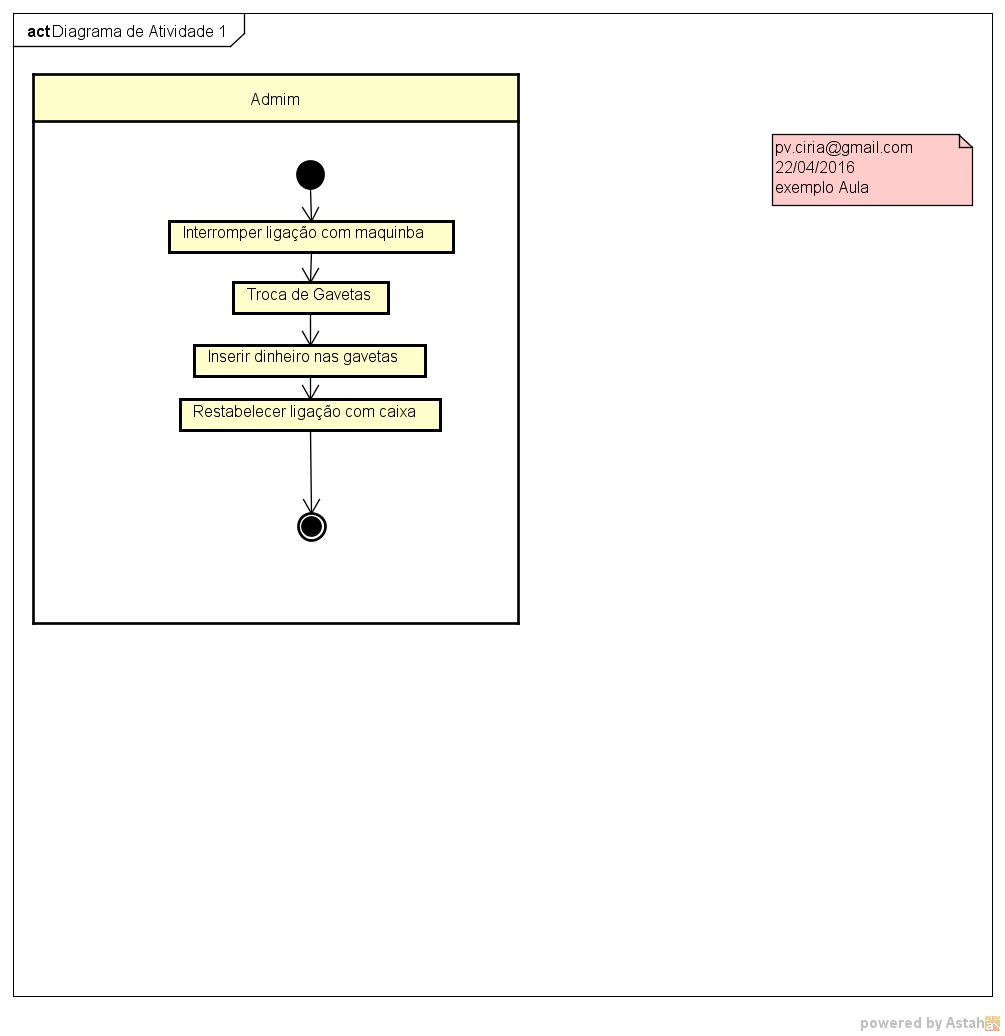 act Diagrama de Atividade 1
Admim
pv.ciria@gmail.com
22/04/2016
exemplo Aula
Interromper ligação com maquinba
Troca de Gavetas
Inserir dinheiro nas gavetas
Restabelecer ligação com caixa
powered by Astah